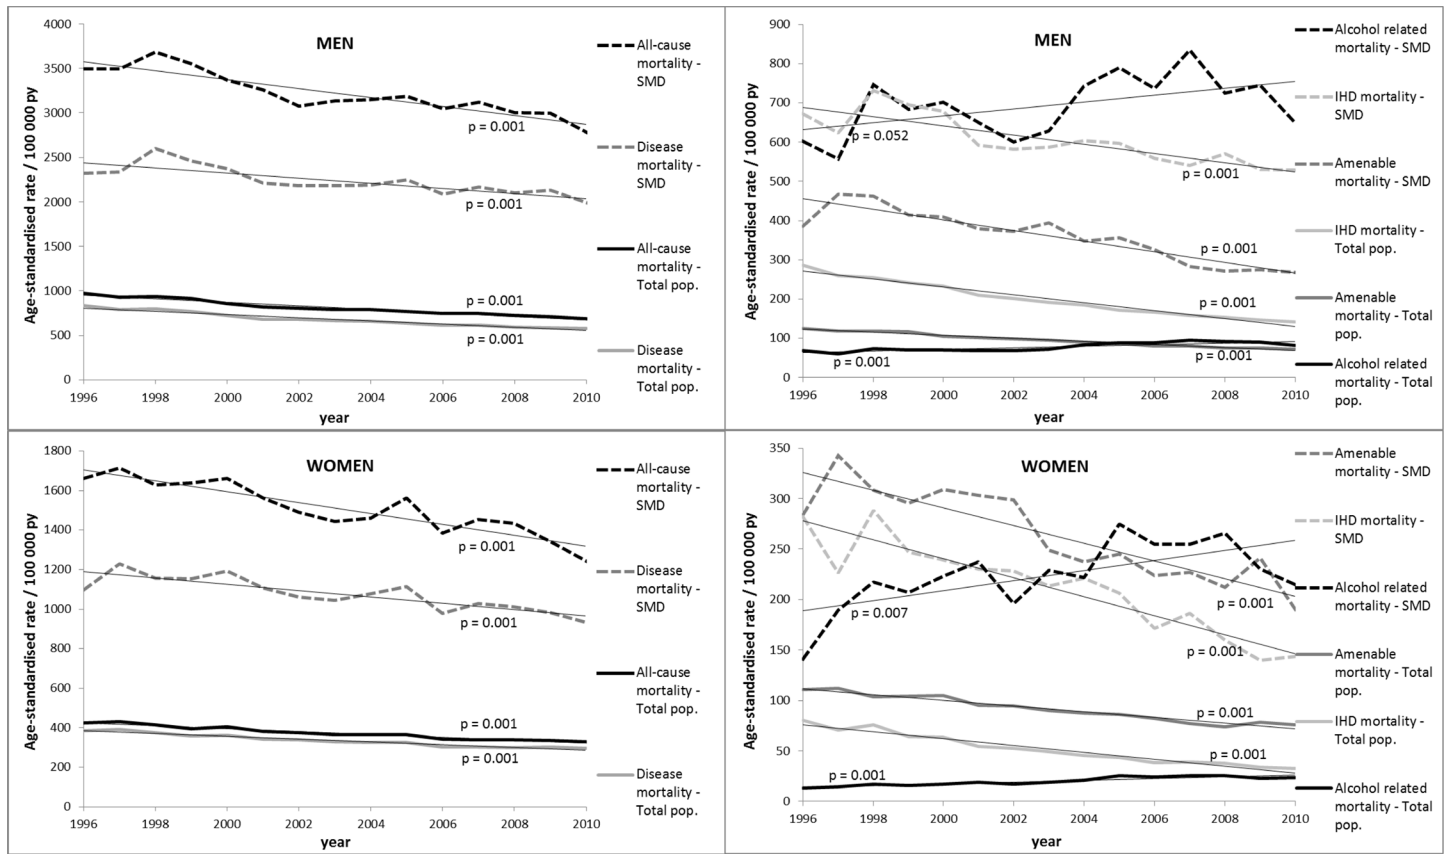 MEN
Age-standardised rate / 100 000 py
4000
3500
3000
2500
2000
1500
1000
500
0
p = 0.001
p = 0.001
p = 0.001
p = 0.001
1996
1998
2000
2002
2004
2006
2008
2010
year
All-cause
mortality -
SMD
Disease
mortality -
SMD
All-cause
mortality -
Total pop.
Disease
mortality -
Total pop.
MEN
Age-standardised rate / 100 000 py
900
800
700
600
500
400
300
200
100
0
p = 0.052
p = 0.001
p = 0.001
p = 0.001
p = 0.001
p = 0.001
1996
1998
2000
2002
2004
2006
2008
2010
year
Alcohol related
mortality - SMD
IHD mortality -
SMD
Amenable
mortality - SMD
IHD mortality -
Total pop.
Amenable
mortality - Total
pop.
Alcohol related
mortality - Total
pop.
WOMEN
Age-standardised rate / 100 000 py
1800
1600
1400
1200
1000
800
600
400
200
0
p = 0.001
p = 0.001
p = 0.001
p = 0.001
1996
1998
2000
2002
2004
2006
2008
2010
year
All-cause
mortality -
SMD
Disease
mortality -
SMD
All-cause
mortality -
Total pop.
Disease
mortality -
Total pop.
WOMEN
Age-standardised rate / 100 000 py
350
300
250
200
150
100
50
0
p = 0.007
p = 0.001
p = 0.001
p = 0.001
p = 0.001
p = 0.001
1996
1998
2000
2002
2004
2006
2008
2010
year
Amenable
mortality - SMD
IHD mortality -
SMD
Alcohol related
mortality - SMD
Amenable
mortality - Total
pop.
IHD mortality -
Total pop.
Alcohol related
mortality - Total
pop.